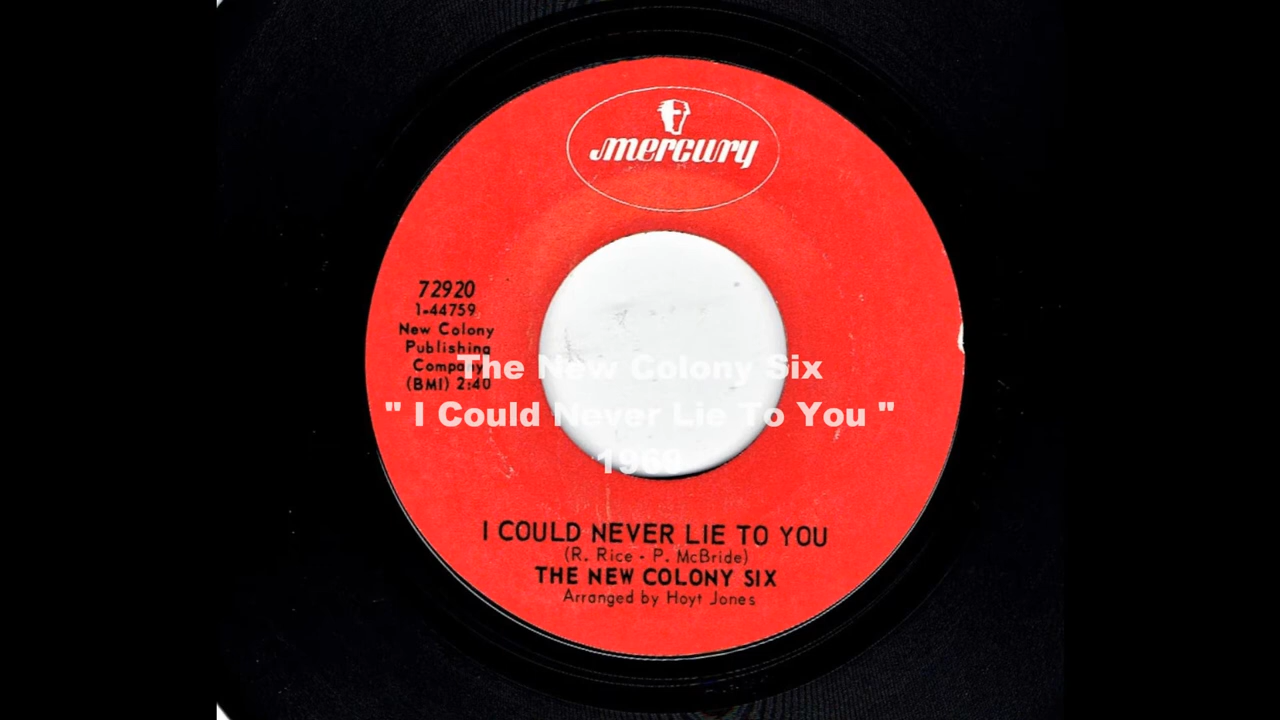 mercury
72920
1-44759
New Colony
Publishing
Company
(BMI) 2:40
The New Colony Six
" I Could Never Lie To You "
1969
I COULD NEVER LIE TO YOU
(R. Rice - P. McBride)
THE NEW COLONY SIX
Arranged by Hoyt Jones